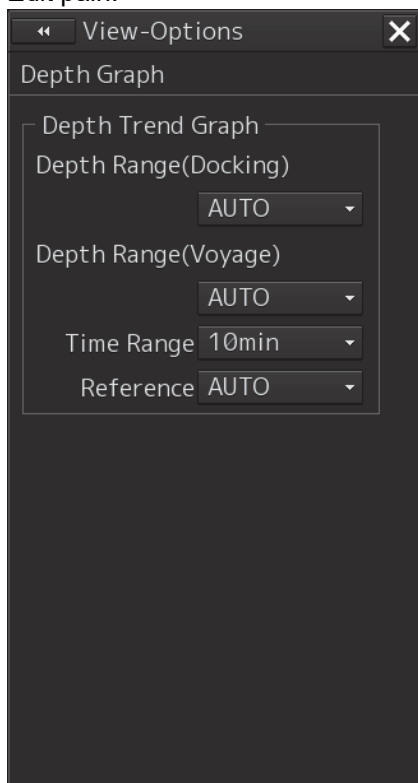 View-Options
Depth Graph
Depth Trend Graph
Depth Range(Docking)
AUTO
Depth Range(Voyage)
AUTO
Time Range 10min
Reference AUTO